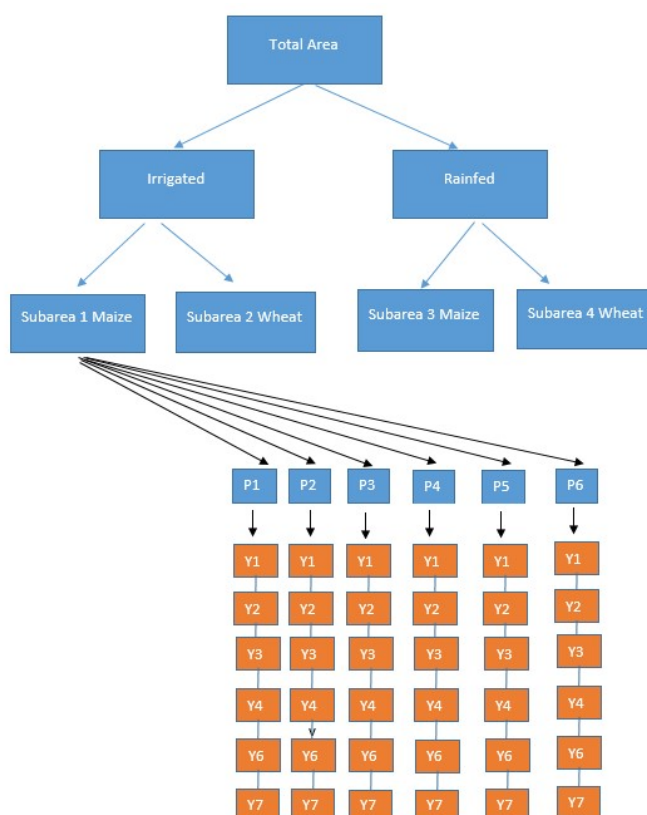 Total Area
Irrigated
Rainfed
Subarea 1 Maize
Subarea 2 Wheat
Subarea 3 Maize
Subarea 4 Wheat
P1 P2 P3 P4 P5 P6
Y1 Y1 Y1 Y1 Y1 Y1
Y2 Y2 Y2 Y2 Y2 Y2
Y3 Y3 Y3 Y3 Y3 Y3
Y4 Y4 Y4 Y4 Y4 Y4
v
Y6 Y6 Y6 Y6 Y6 Y6
Y7 Y7 Y7 Y7 Y7 Y7